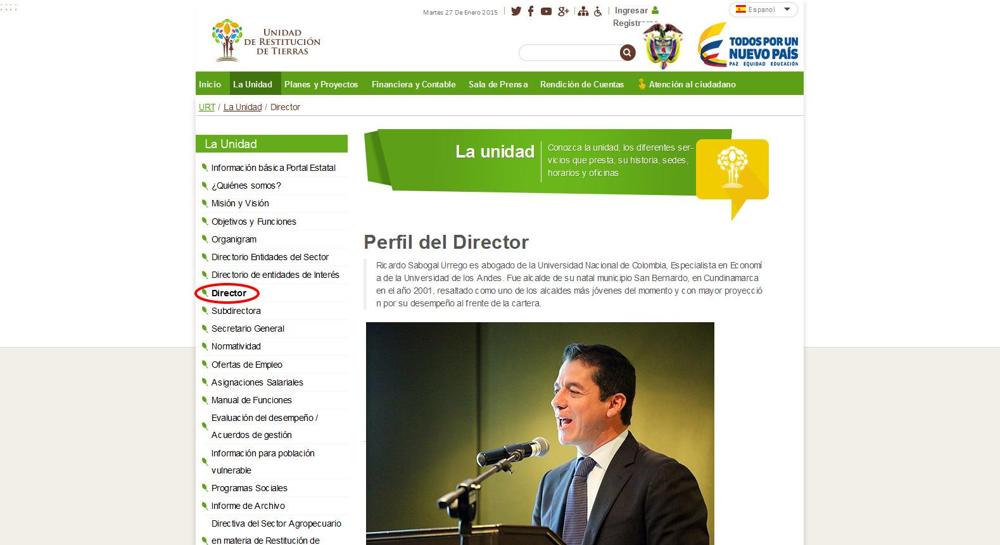 ; ; ; ;
Martes 27 De Enero 2015
Ingresar
Registrarse
Espanol
UNIDAD
DE RESTITUCIÓN
DE TIERRAS
TODOS POR UN
NUEVO PAÍS
PAZ EQUIDAD EDUCACIÓN
Inicio La Unidad Planes y Proyectos Financiera y Contable Sala de Prensa Rendición de Cuentas Atención al ciudadano
URT / La Unidad / Director
La Unidad
Información básica Portal Estatal
¿Quiénes somos?
Misión y Visión
Objetivos y Funciones
Organigram
Directorio Entidades del Sector
Directorio de entidades de Interés
Director
Subdirectora
Secretario General
Normatividad
Ofertas de Empleo
Asignaciones Salariales
Manual de Funciones
Evaluación del desempeño /
Acuerdos de gestión
Información para población
vulnerable
Programas Sociales
Informe de Archivo
Directiva del Sector Agropecuario
en materia de Restitución de
La unidad
Conozca la unidad, los diferentes ser-
vicios que presta, su historia, sedes,
horarios y oficinas
Perfil del Director
Ricardo Sabogal Urrego es abogado de la Universidad Nacional de Colombia, Especialista en Economí
a de la Universidad de los Andes. Fue alcalde de su natal municipio San Bernardo, en Cundinamarca
en el año 2001, resaltado como uno de los alcaldes más jóvenes del momento y con mayor proyecció
n por su desempeño al frente de la cartera.